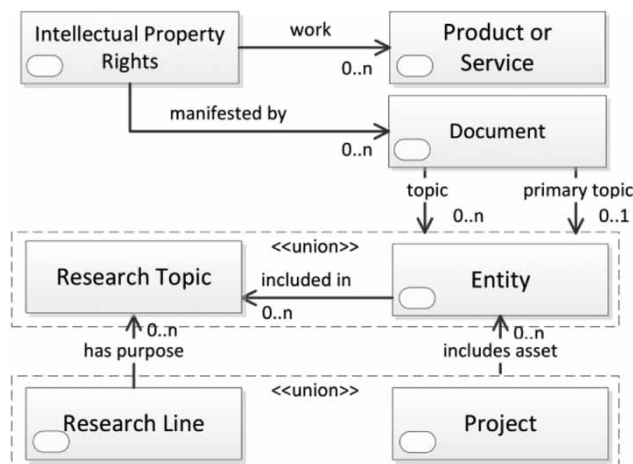 Intellectual Property
Rights
work
0..n
Product or
Service
manifested by
0..n
Document
topic
primary topic
0..n
0..1
<<union>>
Research Topic
included in
0..n
Entity
0..n
has purpose
0..n
includes asset
<<union>>
Research Line
Project